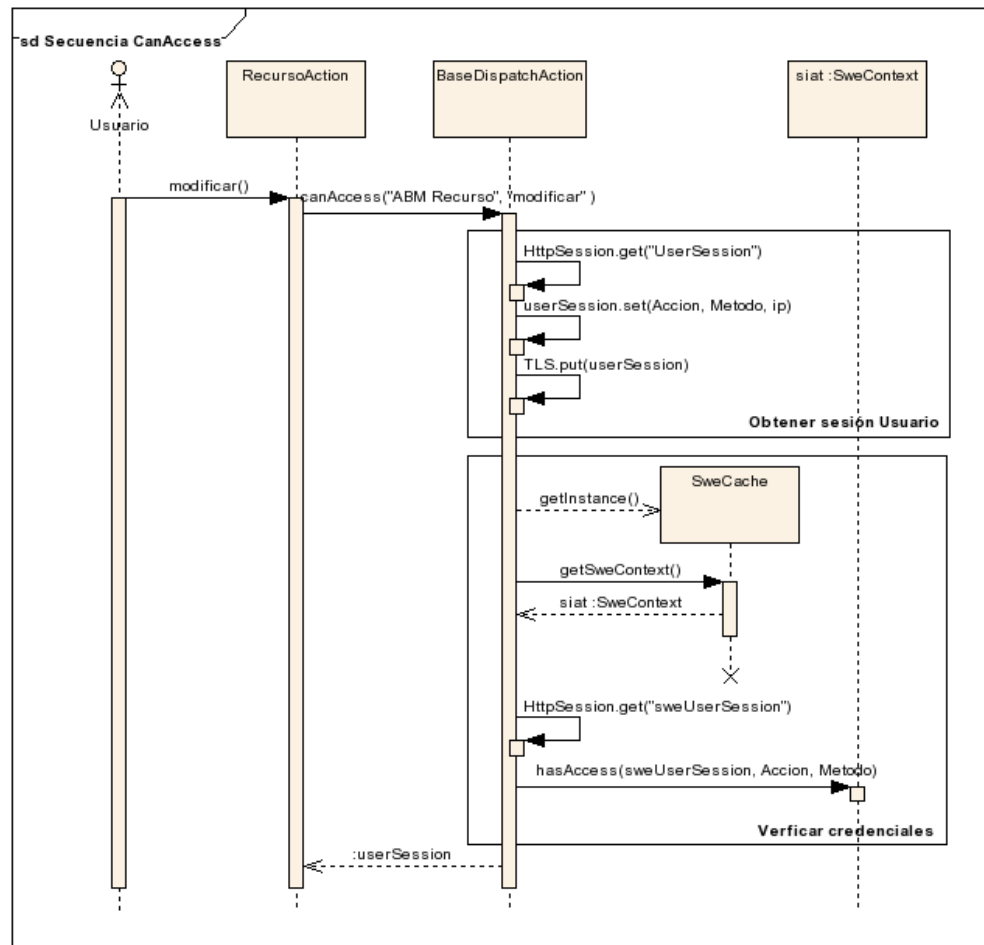 sd Secuencia CanAccess
RecursoAction
BaseDispatchAction
siat :SweContext
Usuario
modificar()
canAccess("ABM Recurso", "modificar" )
HttpSession.get("UserSession")
userSession.set(Accion, Metodo, ip)
TLS.put(userSession)
Obtener sesión Usuario
SweCache
getInstance()
getSweContext()
siat :SweContext
HttpSession.get("sweUserSession")
hasAccess(sweUserSession, Accion, Metodo)
Verficar credenciales
:userSession